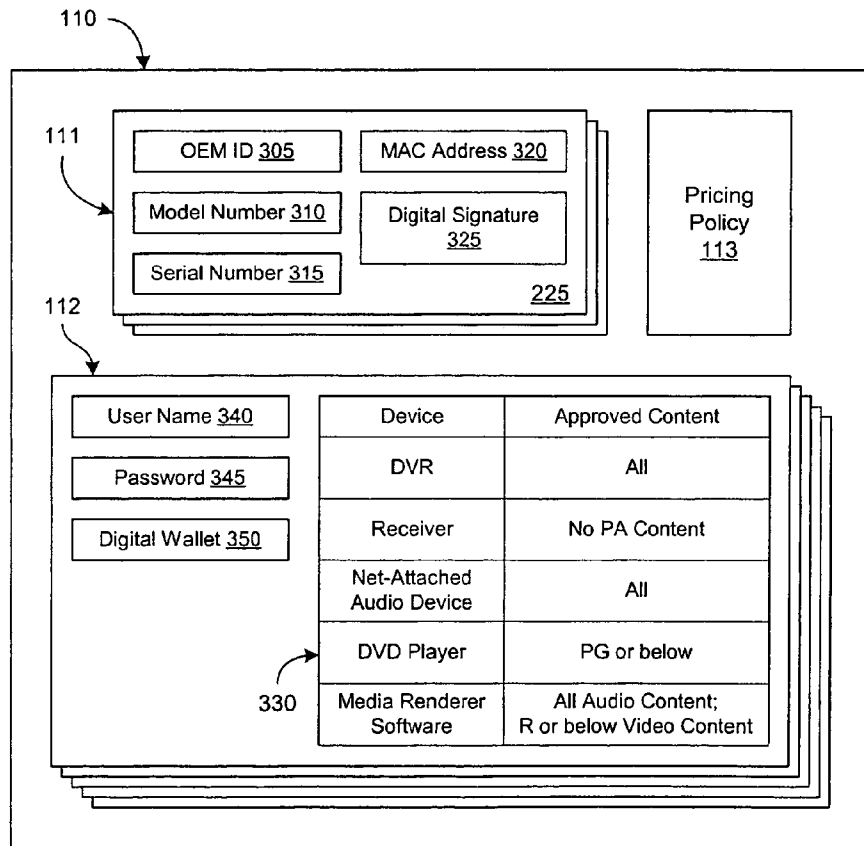 110
111
OEM ID 305
MAC Address 320
Model Number 310
Digital Signature
325
Serial Number 315
225
Pricing
Policy
113
112
User Name 340
Password 345
Digital Wallet 350
Device
Approved Content
DVR
All
Receiver
No PA Content
Net-Attached
Audio Device
All
DVD Player
PG or below
330
Media Renderer
Software
All Audio Content;
R or below Video Content